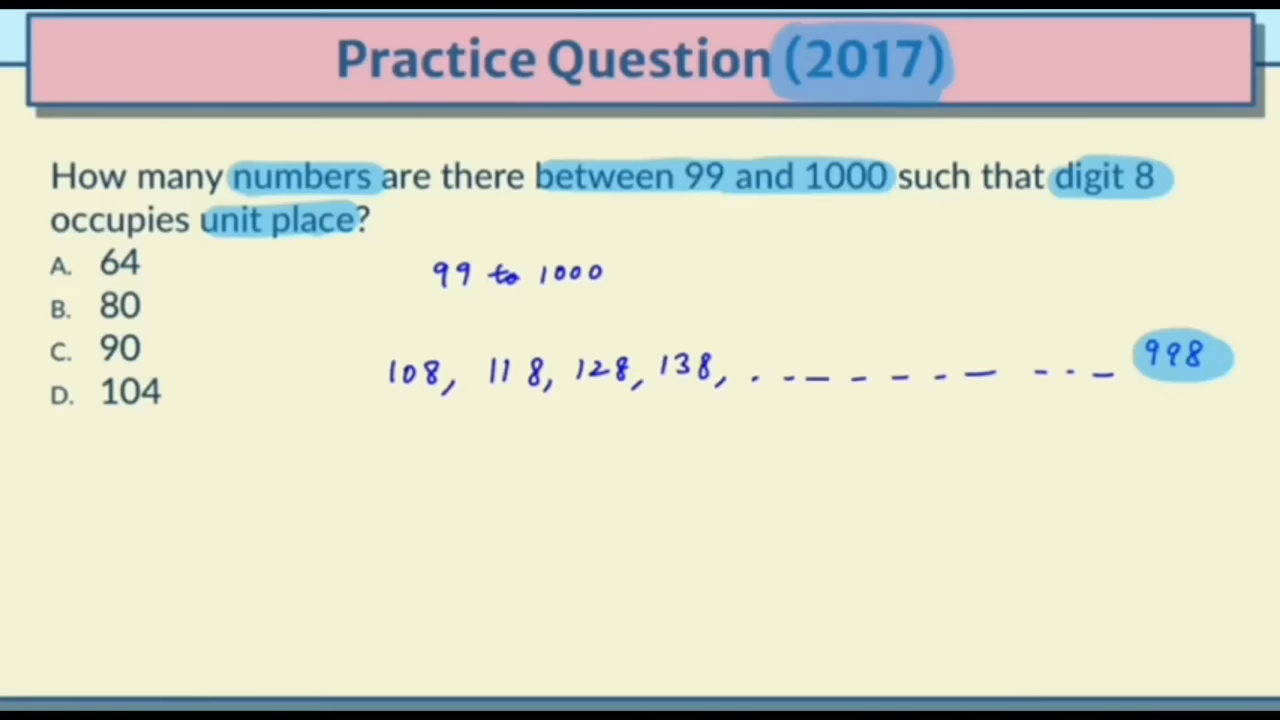 Practice Question (2017)
How many numbers are there between 99 and 1000 such that digit 8
occupies unit place?
A. 64
B. 80
C. 90
D. 104
99 to 1000
108, 118, 128, 138, . - - - - - - - - - - 998